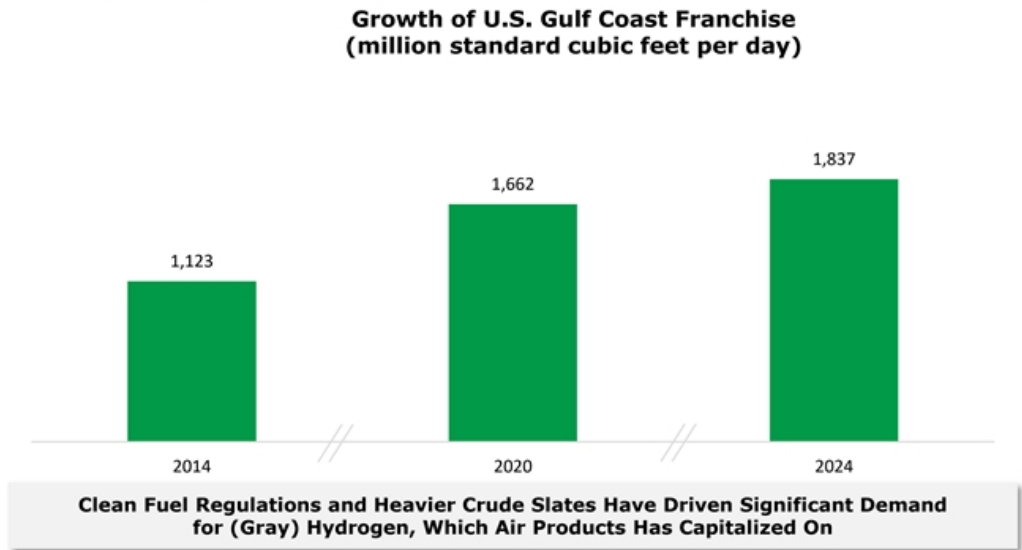 Growth of U.S. Gulf Coast Franchise
(million standard cubic feet per day)
1,123
1,662
1,837
2014
2020
2024
Clean Fuel Regulations and Heavier Crude Slates Have Driven Significant Demand
for (Gray) Hydrogen, Which Air Products Has Capitalized On